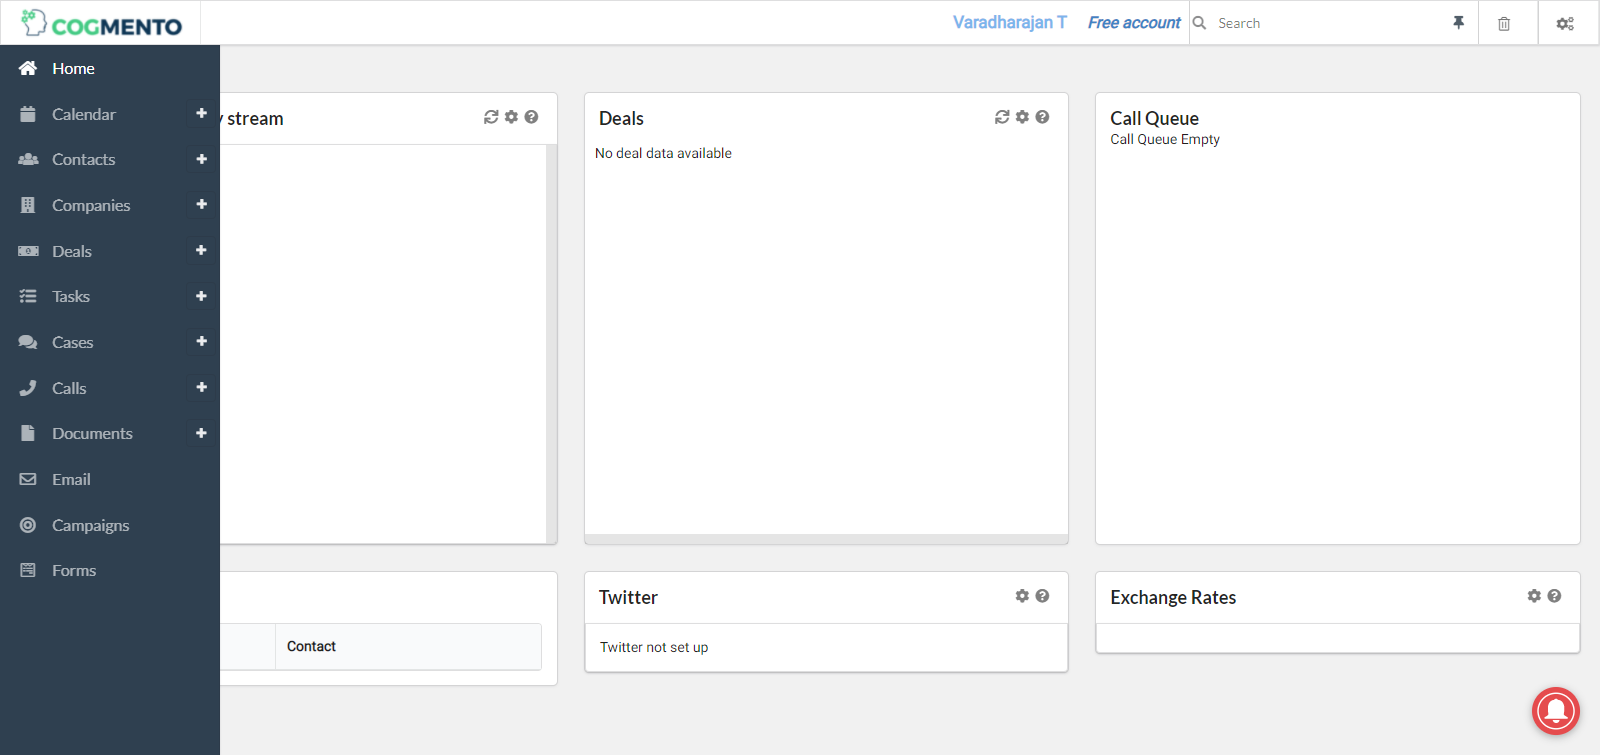 COGMENTO
Varadharajan T
Free account
Search
Home
Calendar
Contacts
Companies
Deals
Tasks
Cases
Calls
Documents
Email
Campaigns
Forms
y stream
Deals
No deal data available
Call Queue
Call Queue Empty
Contact
Twitter
Twitter not set up
Exchange Rates